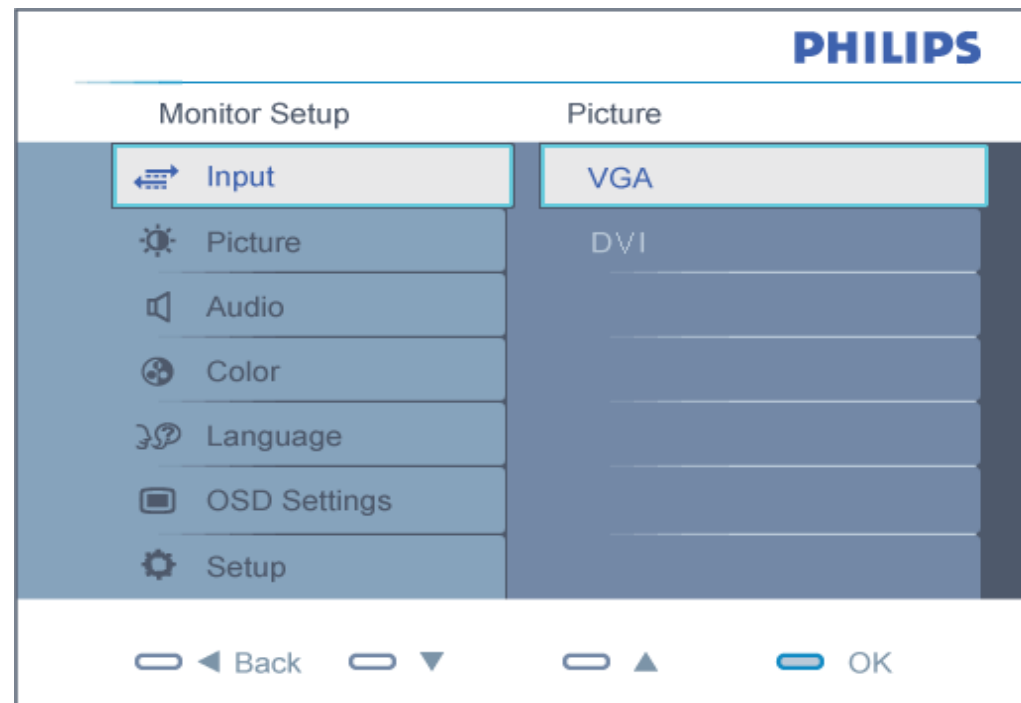 PHILIPS
Monitor Setup Picture
Input VGA
Picture DVI
Audio
Color
Language
OSD Settings
Setup
Back OK